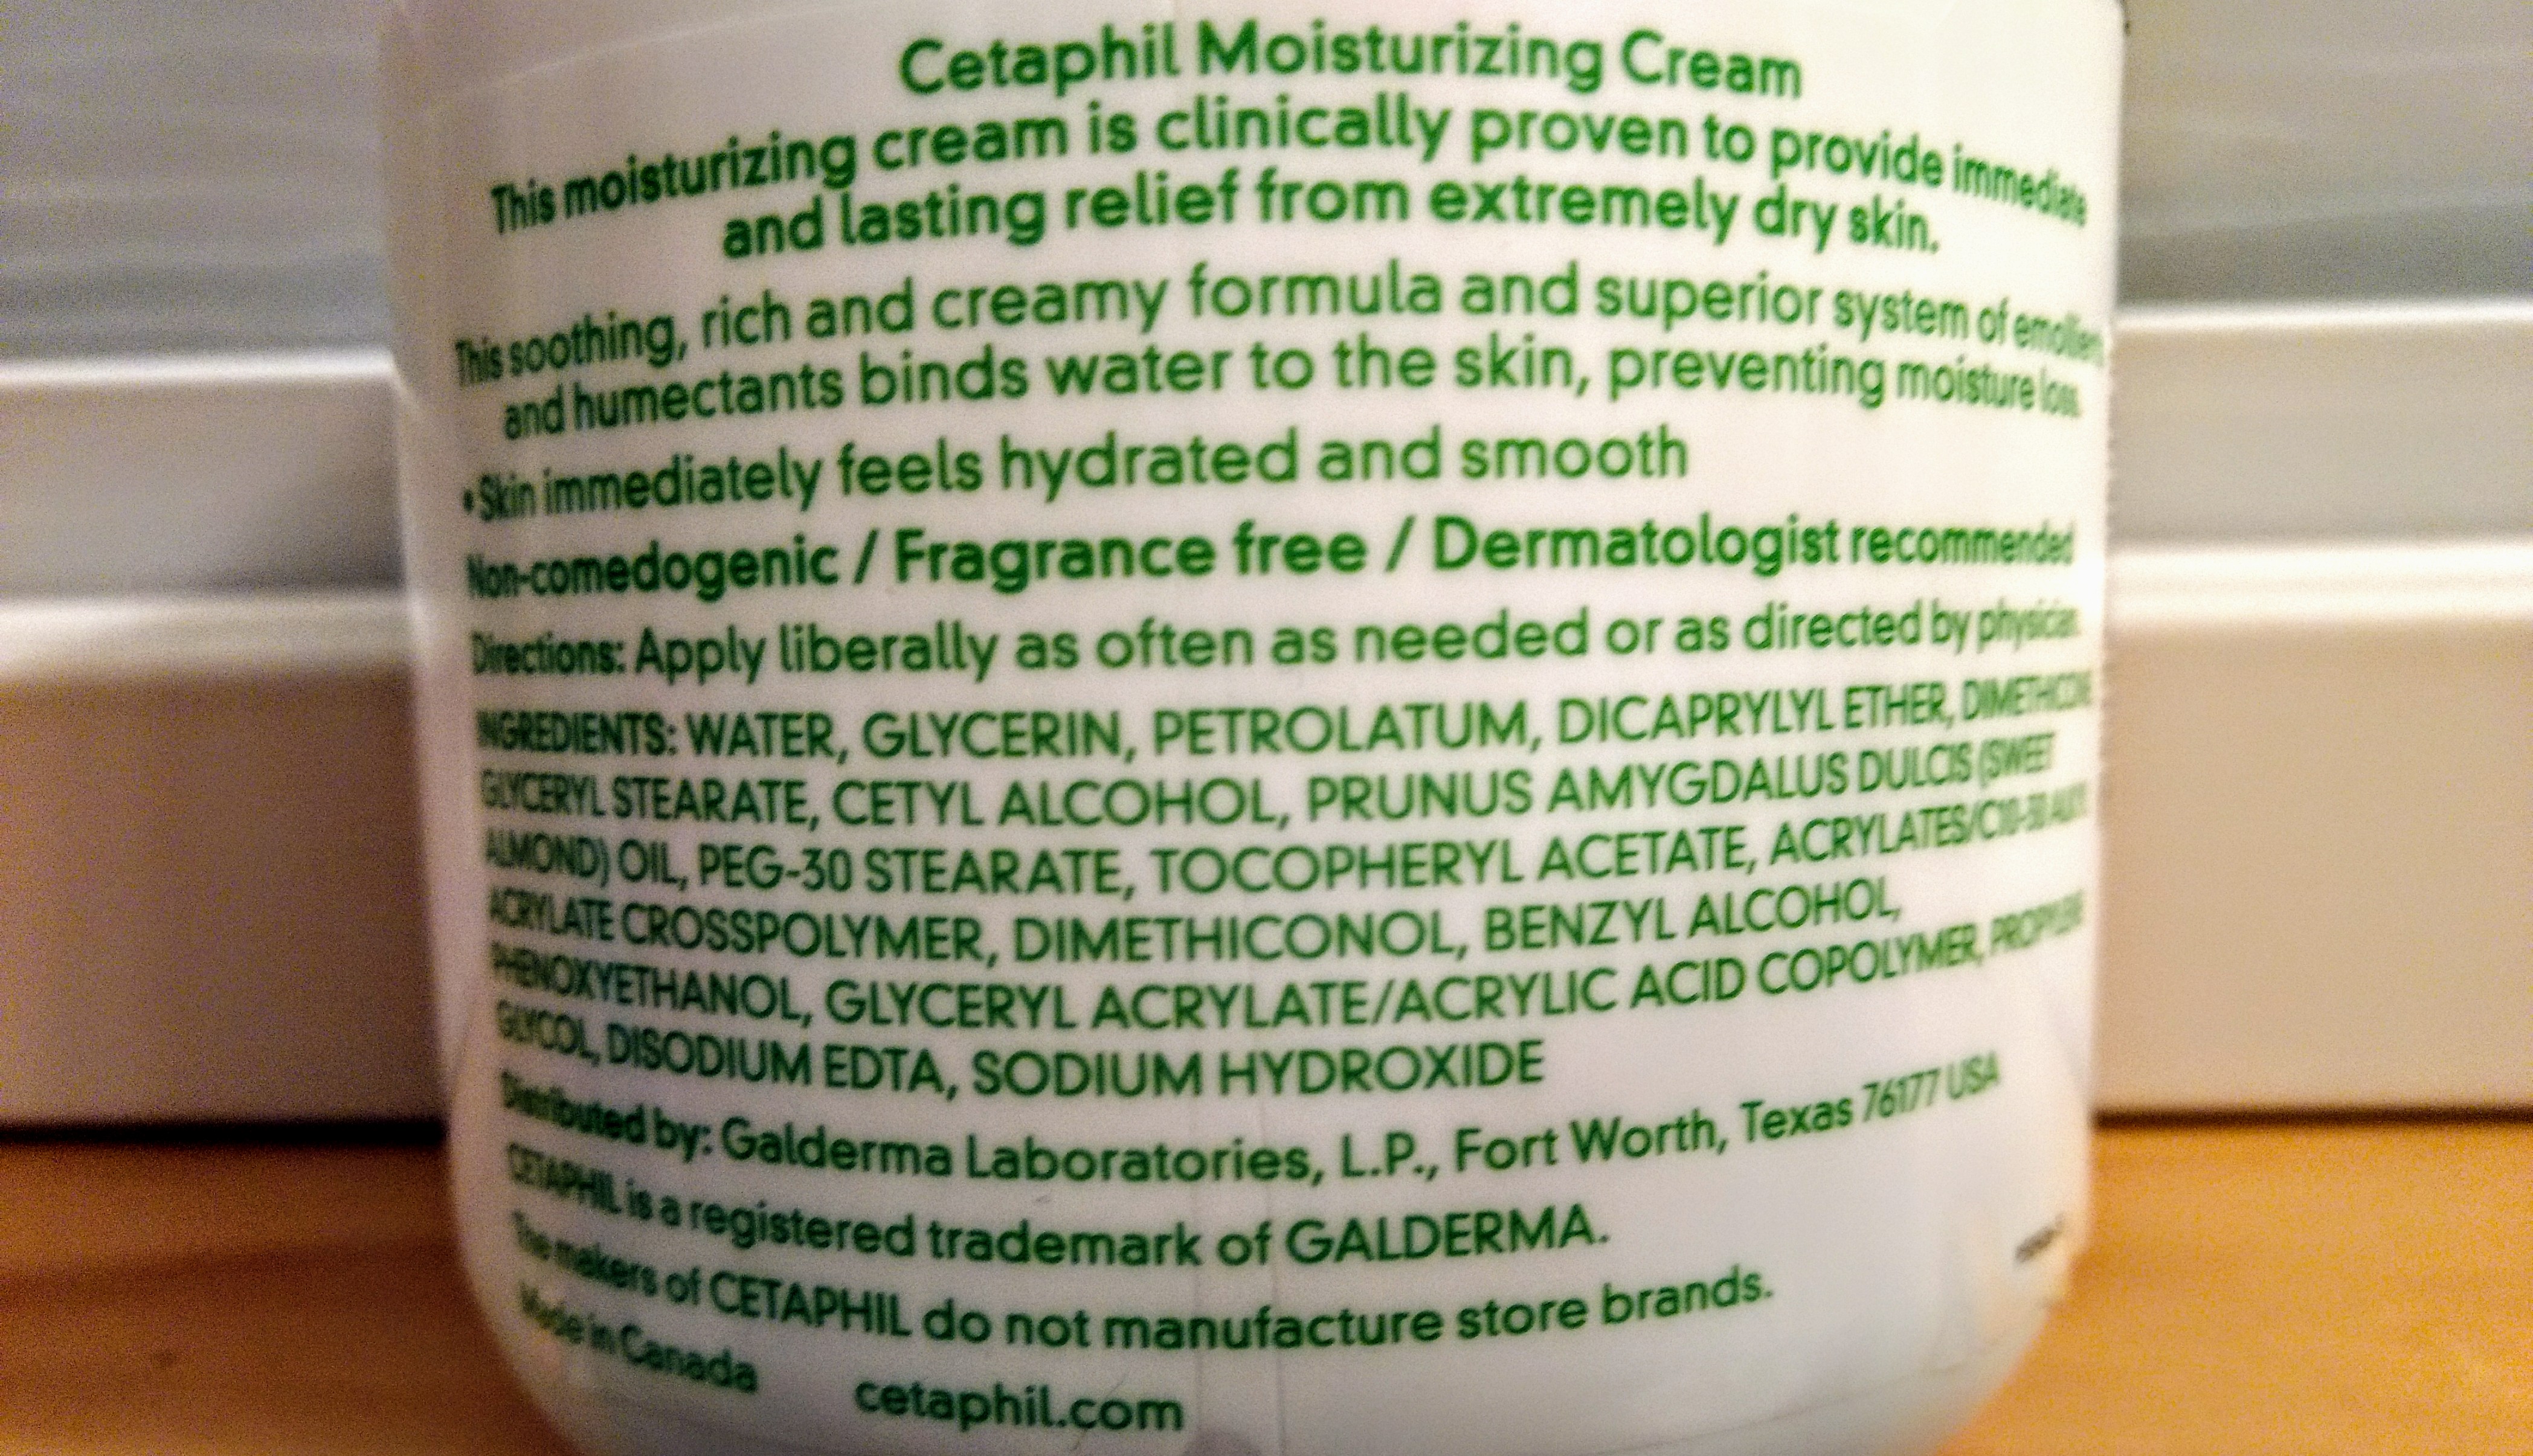 Cetaphil Moisturizing Cream
This moisturizing cream is clinically proven to provide immediate
and lasting relief from extremely dry skin.
This soothing, rich and creamy formula and superior system of
and humectants binds water to the skin, preventing moisture loss.
• Skin immediately feels hydrated and smooth
Non-comedogenic / Fragrance free / Dermatologist recommended
Directions: Apply liberally as often as needed or as directed by physician.
INGREDIENTS: WATER, GLYCERIN, PETROLATUM, DICAPRYLYL ETHER, DIMETHICONE
GLYCERYL STEARATE, CETYL ALCOHOL, PRUNUS AMYGDALUS DULCIS (SWEET
ALMOND) OIL, PEG-30 STEARATE, TOCOPHERYL ACETATE, ACRYLATES/C10-30 ALKYL
ACRYLATE CROSSPOLYMER, DIMETHICONOL, BENZYL ALCOHOL,
PHENOXYETHANOL, GLYCERYL ACRYLATE/ACRYLIC ACID COPOLYMER, PROPYLENE
GLYCOL, DISODIUM EDTA, SODIUM HYDROXIDE
Distributed by: Galderma Laboratories, L.P., Fort Worth, Texas 76177 USA
CETAPHIL is a registered trademark of GALDERMA.
The makers of CETAPHIL do not manufacture store brands.
Made in Canada cetaphil.com